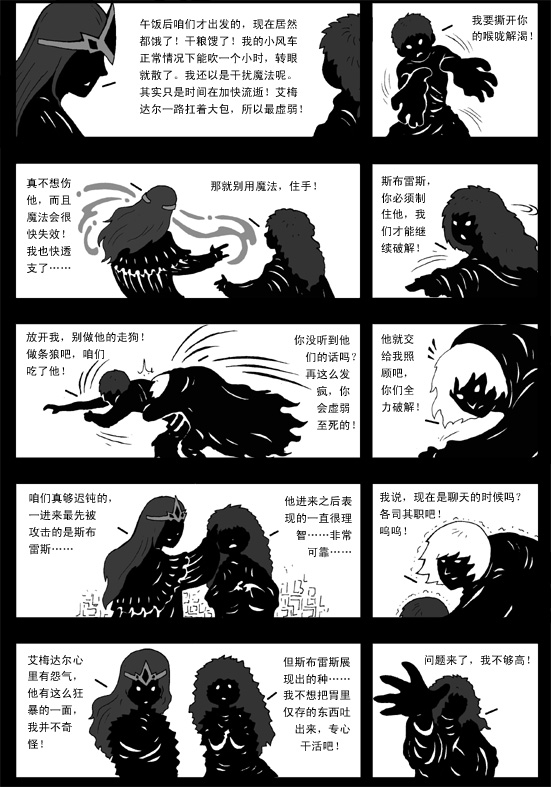 午饭后咱们才出发的，现在居然
都饿了！干粮馊了！我的小风车
正常情况下能吹一个小时，转眼
就散了。我还以是干扰魔法呢。
其实只是时间在加快流逝！艾梅
达尔一路扛着大包，所以最虚弱！
我要撕开你
的喉咙解渴！
真不想伤
他，而且
魔法会很
快失效！
我也快透
支了……
那就别用魔法，住手！
斯布雷斯，
你必须制
住他，我
们才能继
续破解！
放开我，别做他的走狗！
做条狼吧，咱们
吃了他！
你没听到他
们的话吗？
再这么发
疯，你
会虚弱
至死的！
他就交
给我照
顾吧，
你们全
力破解！
咱们真够迟钝的，
一进来最先被
攻击的是斯布
雷斯……
他进来之后表
现的一直很理
智……非常
可靠……
我说，现在是聊天的时候吗？
各司其职吧！
呜呜！
艾梅达尔心
里有怨气，
他有这么狂
暴的一面，
我并不奇
怪！
但斯布雷斯展
现出的种……
我不想把胃里
仅存的东西吐
出来，专心
干活吧！
问题来了，我不够高！